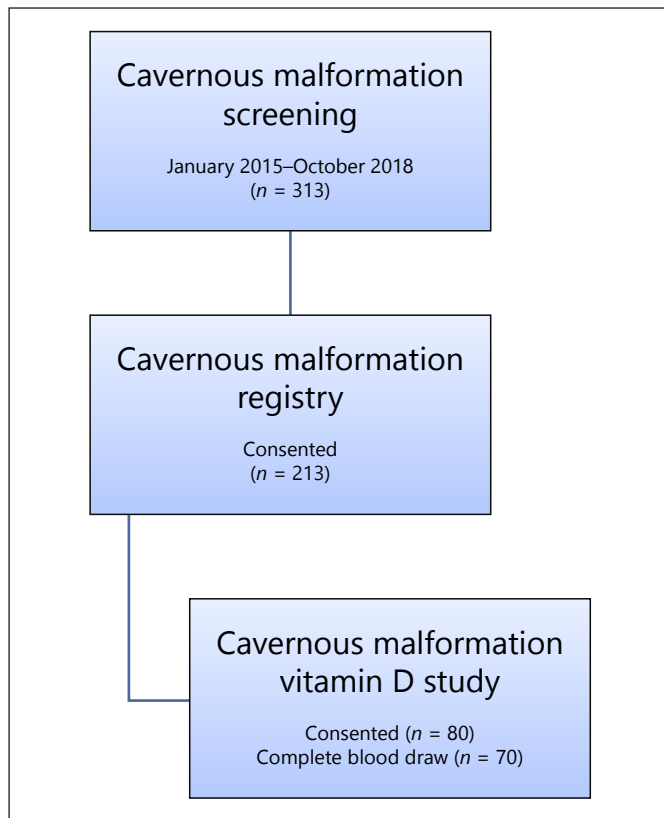 Cavernous malformation
screening
January 2015–October 2018
(n = 313)
Cavernous malformation
registry
Consented
(n = 213)
Cavernous malformation
vitamin D study
Consented (n = 80)
Complete blood draw (n = 70)